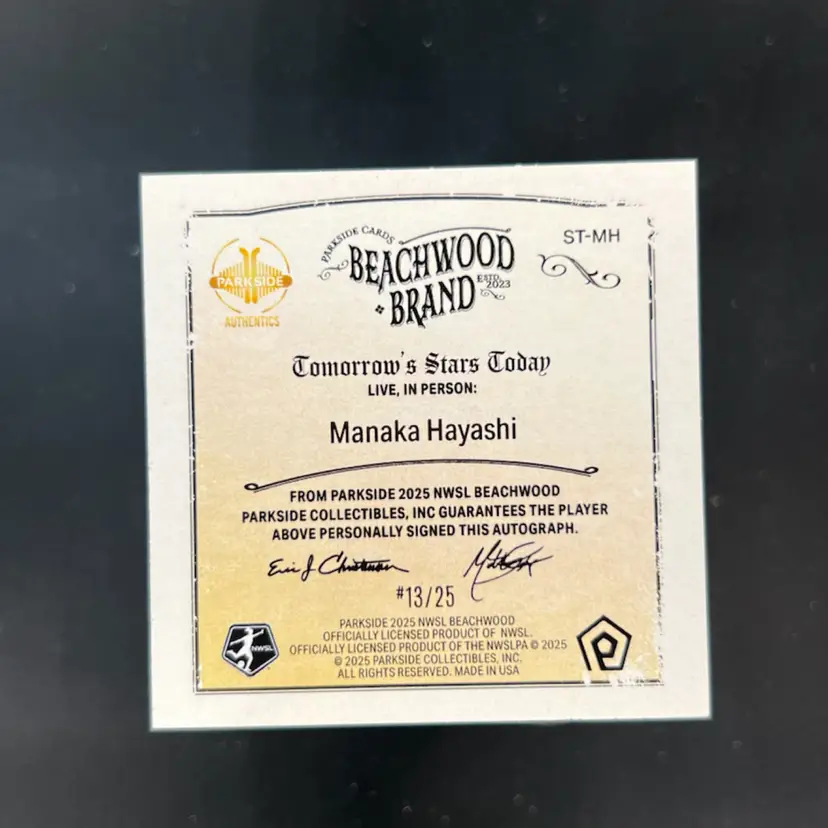 PARKSIDE
AUTHENTICS
PARKSIDE CARDS
BEACHWOOD
BRAND
ESTD
2023
ST-MH
Tomorrow's Stars Today
LIVE, IN PERSON:
Manaka Hayashi
FROM PARKSIDE 2025 NWSL BEACHWOOD
PARKSIDE COLLECTIBLES, INC GUARANTEES THE PLAYER
ABOVE PERSONALLY SIGNED THIS AUTOGRAPH.
#13/25
PARKSIDE 2025 NWSL BEACHWOOD
OFFICIALLY LICENSED PRODUCT OF NWSL.
OFFICIALLY LICENSED PRODUCT OF THE NWSLPA © 2025
© 2025 PARKSIDE COLLECTIBLES, INC.
ALL RIGHTS RESERVED. MADE IN USA
NWSL